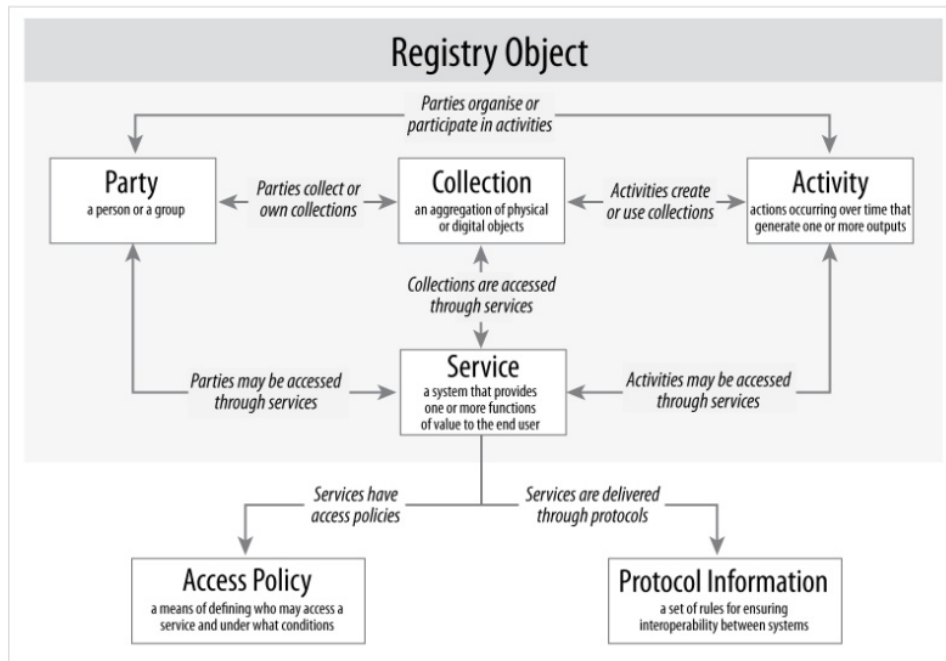 Registry Object
Parties organise or
participate in activities
Party
a person or a group
Parties collect or
own collections
Collection
an aggregation of physical
or digital objects
Activities create
or use collections
Activity
actions occurring over time that
generate one or more outputs
Collections are accessed
through services
Parties may be accessed
through services
Service
a system that provides
one or more functions
of value to the end user
Activities may be accessed
through services
Services have
access policies
Services are delivered
through protocols
Access Policy
a means of defining who may access a
service and under what conditions
Protocol Information
a set of rules for ensuring
interoperability between systems